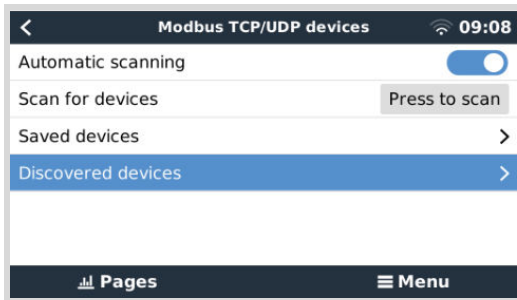 Modbus TCP/UDP devices 09:08
Automatic scanning
Scan for devices Press to scan
Saved devices
Discovered devices
Pages Menu